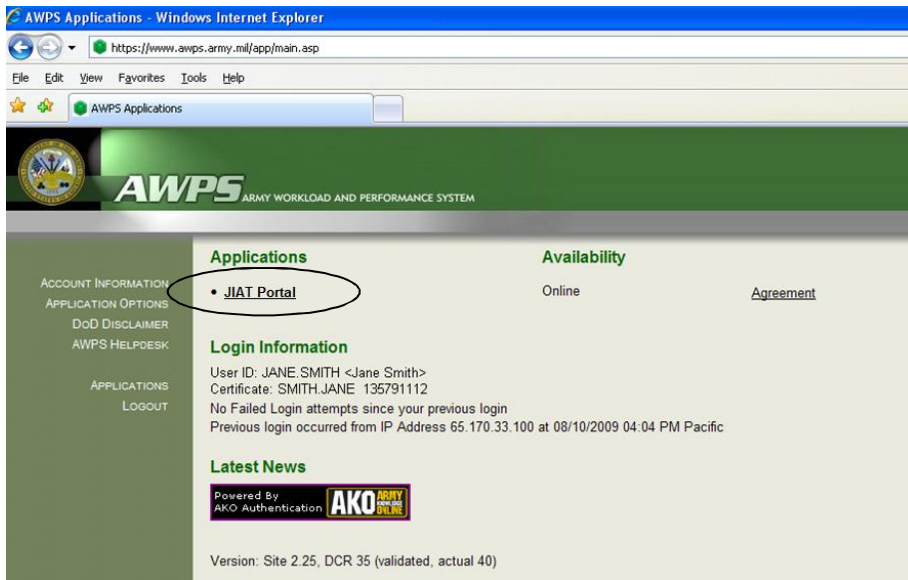 AWPS Applications - Windows Internet Explorer
https://www.awps.army.mil/app/main.asp
File Edit View Favorites Tools Help
AWPS Applications
AWPS ARMY WORKLOAD AND PERFORMANCE SYSTEM
ACCOUNT INFORMATION
APPLICATION OPTIONS
DOD DISCLAIMER
AWPS HELPDESK
APPLICATIONS
LOGOUT
Applications Availability
• JIAT Portal Online Agreement
Login Information
User ID: JANE.SMITH <Jane Smith>
Certificate: SMITH.JANE 135791112
No Failed Login attempts since your previous login
Previous login occurred from IP Address 65.170.33.100 at 08/10/2009 04:04 PM Pacific
Latest News
Powered By
AKO Authentication AKO ARMY KNOWLEDGE ONLINE
Version: Site 2.25, DCR 35 (validated, actual 40)